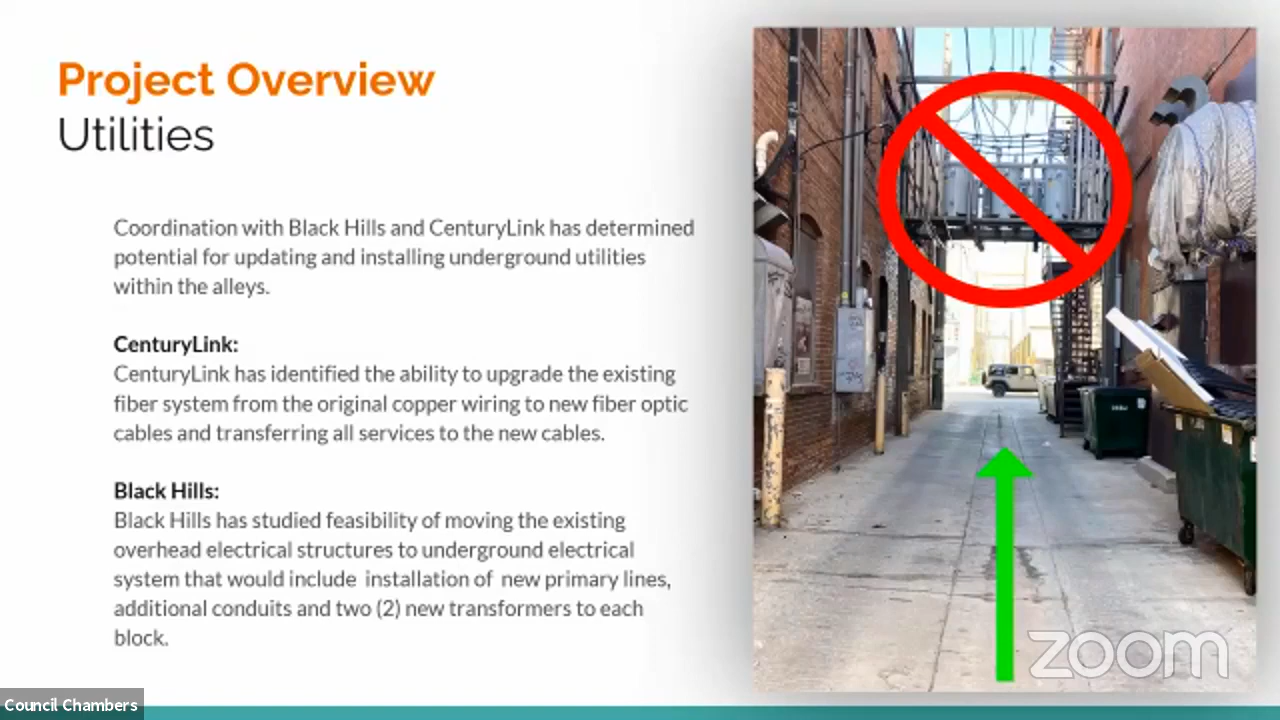 Project Overview
Utilities
Coordination with Black Hills and CenturyLink has determined
potential for updating and installing underground utilities
within the alleys.
CenturyLink:
CenturyLink has identified the ability to upgrade the existing
fiber system from the original copper wiring to new fiber optic
cables and transferring all services to the new cables.
Black Hills:
Black Hills has studied feasibility of moving the existing
overhead electrical structures to underground electrical
system that would include installation of new primary lines,
additional conduits and two (2) new transformers to each
block.
zoom
Council Chambers